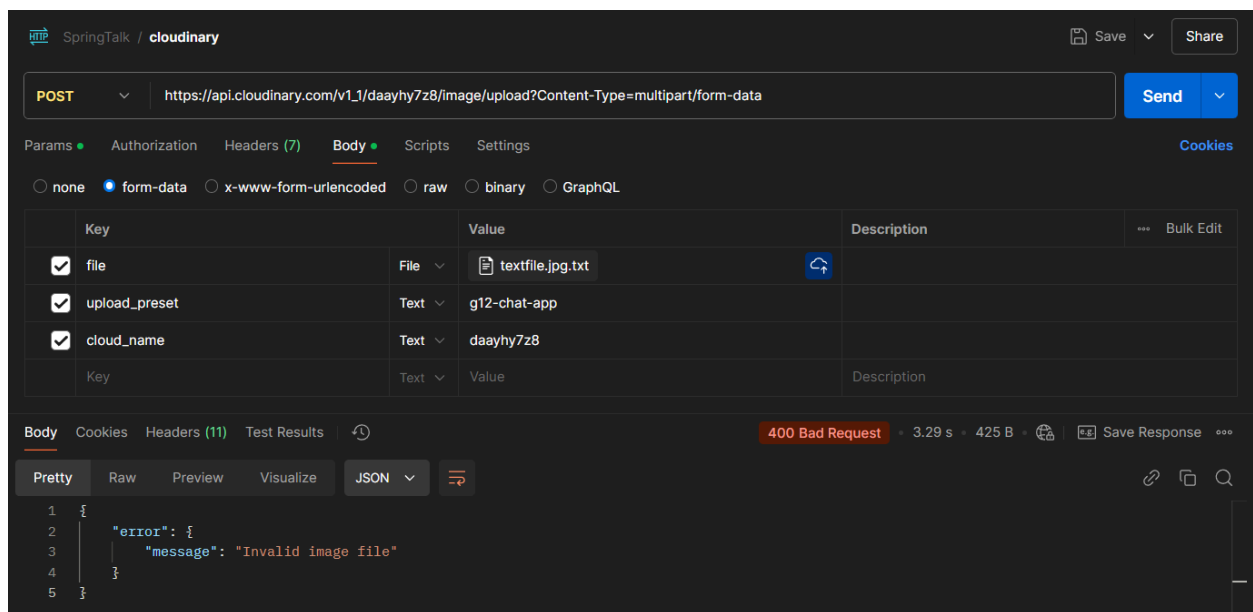 HTTP SpringTalk / cloudinary Save Share
POST https://api.cloudinary.com/v1_1/daayhy7z8/image/upload?Content-Type=multipart/form-data Send
Params Authorization Headers (7) Body Scripts Settings Cookies
none form-data x-www-form-urlencoded raw binary GraphQL
Key Value Description Bulk Edit
file File textfile.jpg.txt
upload_preset Text g12-chat-app
cloud_name Text daayhy7z8
Key Text Value Description
Body Cookies Headers (11) Test Results 400 Bad Request 3.29 s 425 B e.g. Save Response
Pretty Raw Preview Visualize JSON
1 {
2 "error": {
3 "message": "Invalid image file"
4 }
5 }